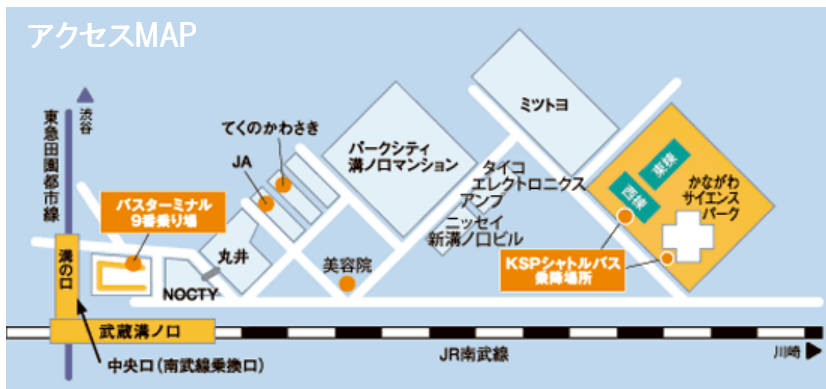 アクセスMAP
渋谷
東急田園都市線
てくのかわさき
JA
バスターミナル
9番乗り場
丸井
NOCTY
溝の口
武蔵溝ノ口
中央口(南武線乗換口)
美容院
パークシティ
溝ノ口マンション
ミツトヨ
タイコ
エレクトロニクス
アンプ
ニッセイ
新溝ノ口ビル
東棟
西棟
かながわ
サイエンス
パーク
KSPシャトルバス
乗降場所
JR南武線
川崎